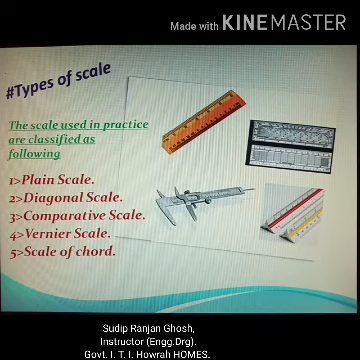 Made with KINEMASTER
#Types of scale
The scale used in practice
are classified as
following
1>Plain Scale.
2>Diagonal Scale.
3>Comparative Scale.
4>Vernier Scale.
5>Scale of chord.
Sudip Ranjan Ghosh,
Instructor (Engg.Drg).
Govt. I. T. I. Howrah HOMES.